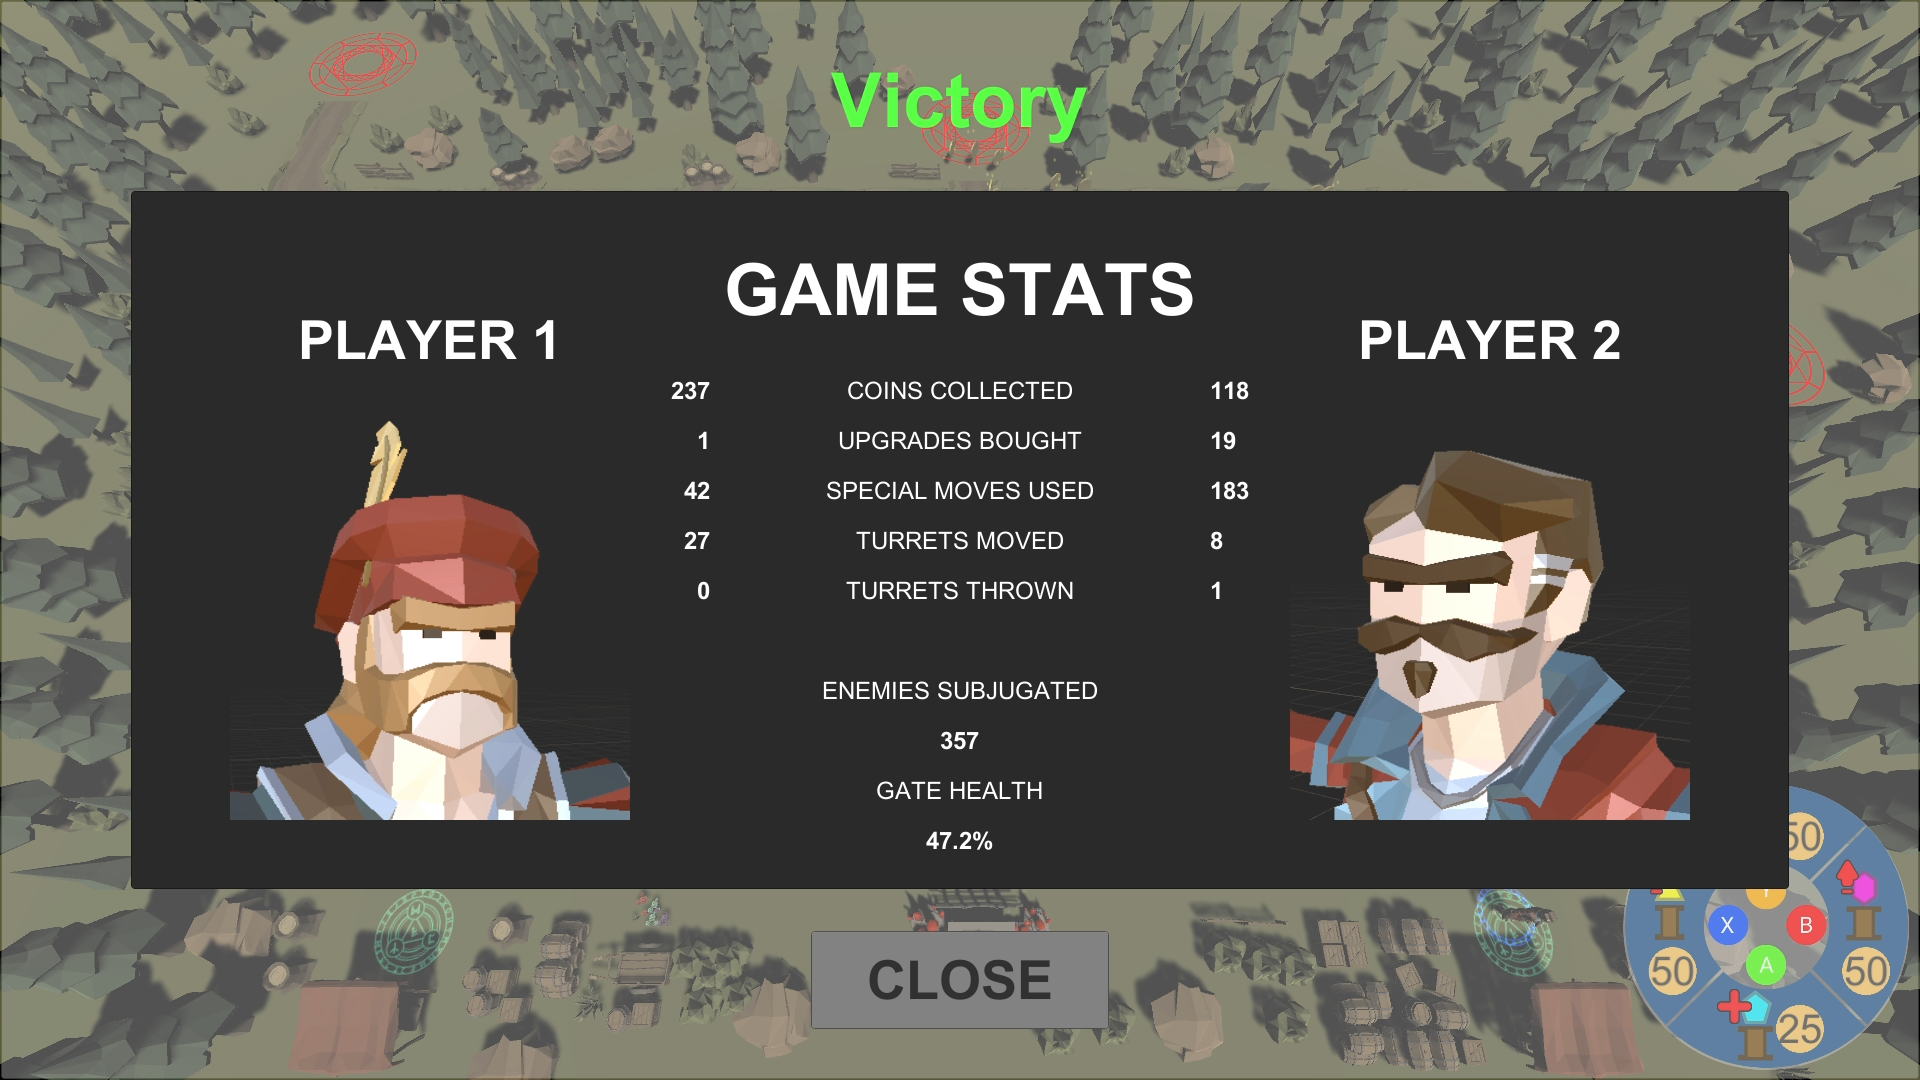 Victory
GAME STATS
PLAYER 1
PLAYER 2
237 COINS COLLECTED 118
1 UPGRADES BOUGHT 19
42 SPECIAL MOVES USED 183
27 TURRETS MOVED 8
0 TURRETS THROWN 1
ENEMIES SUBJUGATED
357
GATE HEALTH
47.2%
50
Y
X B
A
50 50
25
CLOSE